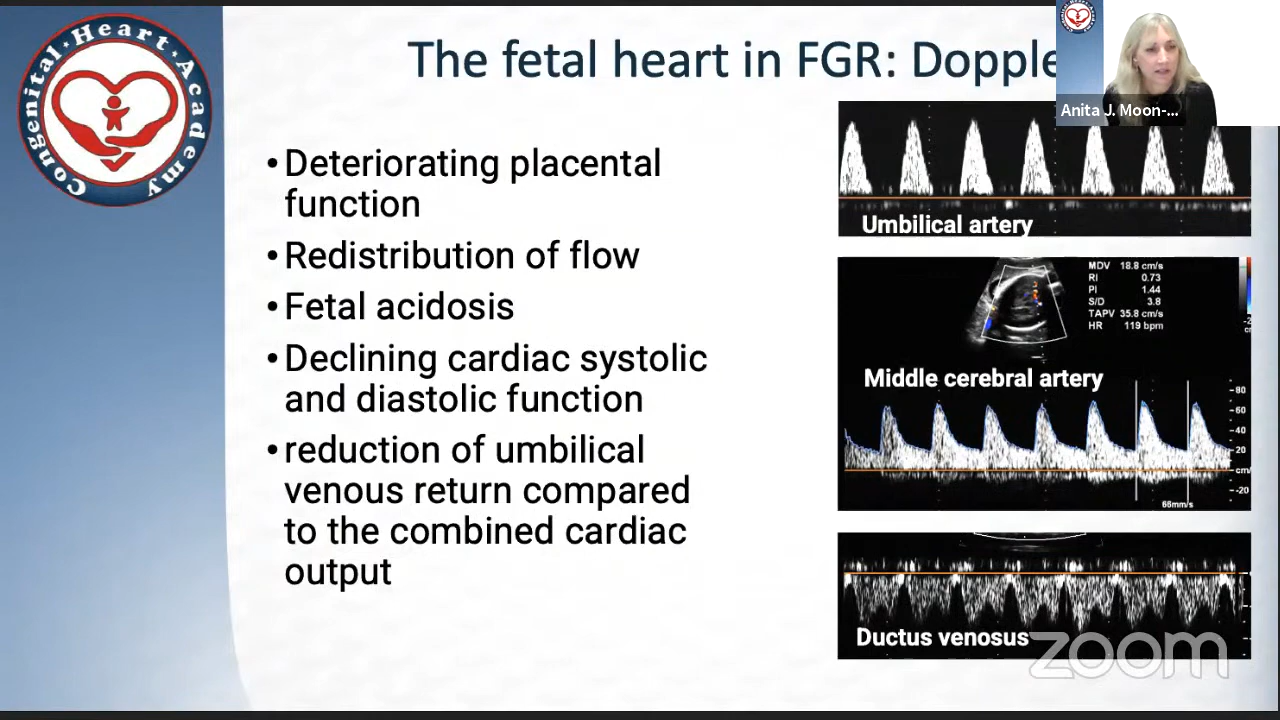 Congenital · Heart · Academy
The fetal heart in FGR: Dopple
Anita J. Moon-...
• Deteriorating placental
function
• Redistribution of flow
• Fetal acidosis
• Declining cardiac systolic
and diastolic function
• reduction of umbilical
venous return compared
to the combined cardiac
output
Umbilical artery
MDV 18.8 cm/s
RI 0.73
PI 1.44
S/D 3.8
TAPV 35.8 cm/s
HR 119 bpm
Middle cerebral artery
80
60
40
20
cm/
-20
66mm/s
Ductus venosus
zoom